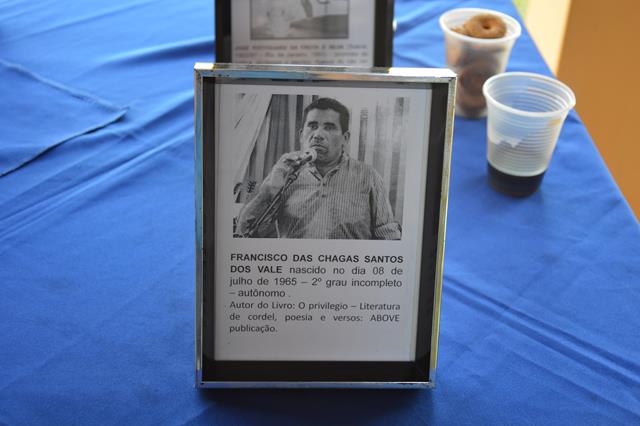 FRANCISCO DAS CHAGAS SANTOS
DOS VALE nascido no dia 08 de
julho de 1965 – 2º grau incompleto
– autônomo .
Autor do Livro: O privilegio – Literatura
de cordel, poesia e versos: ABOVE
publicação.